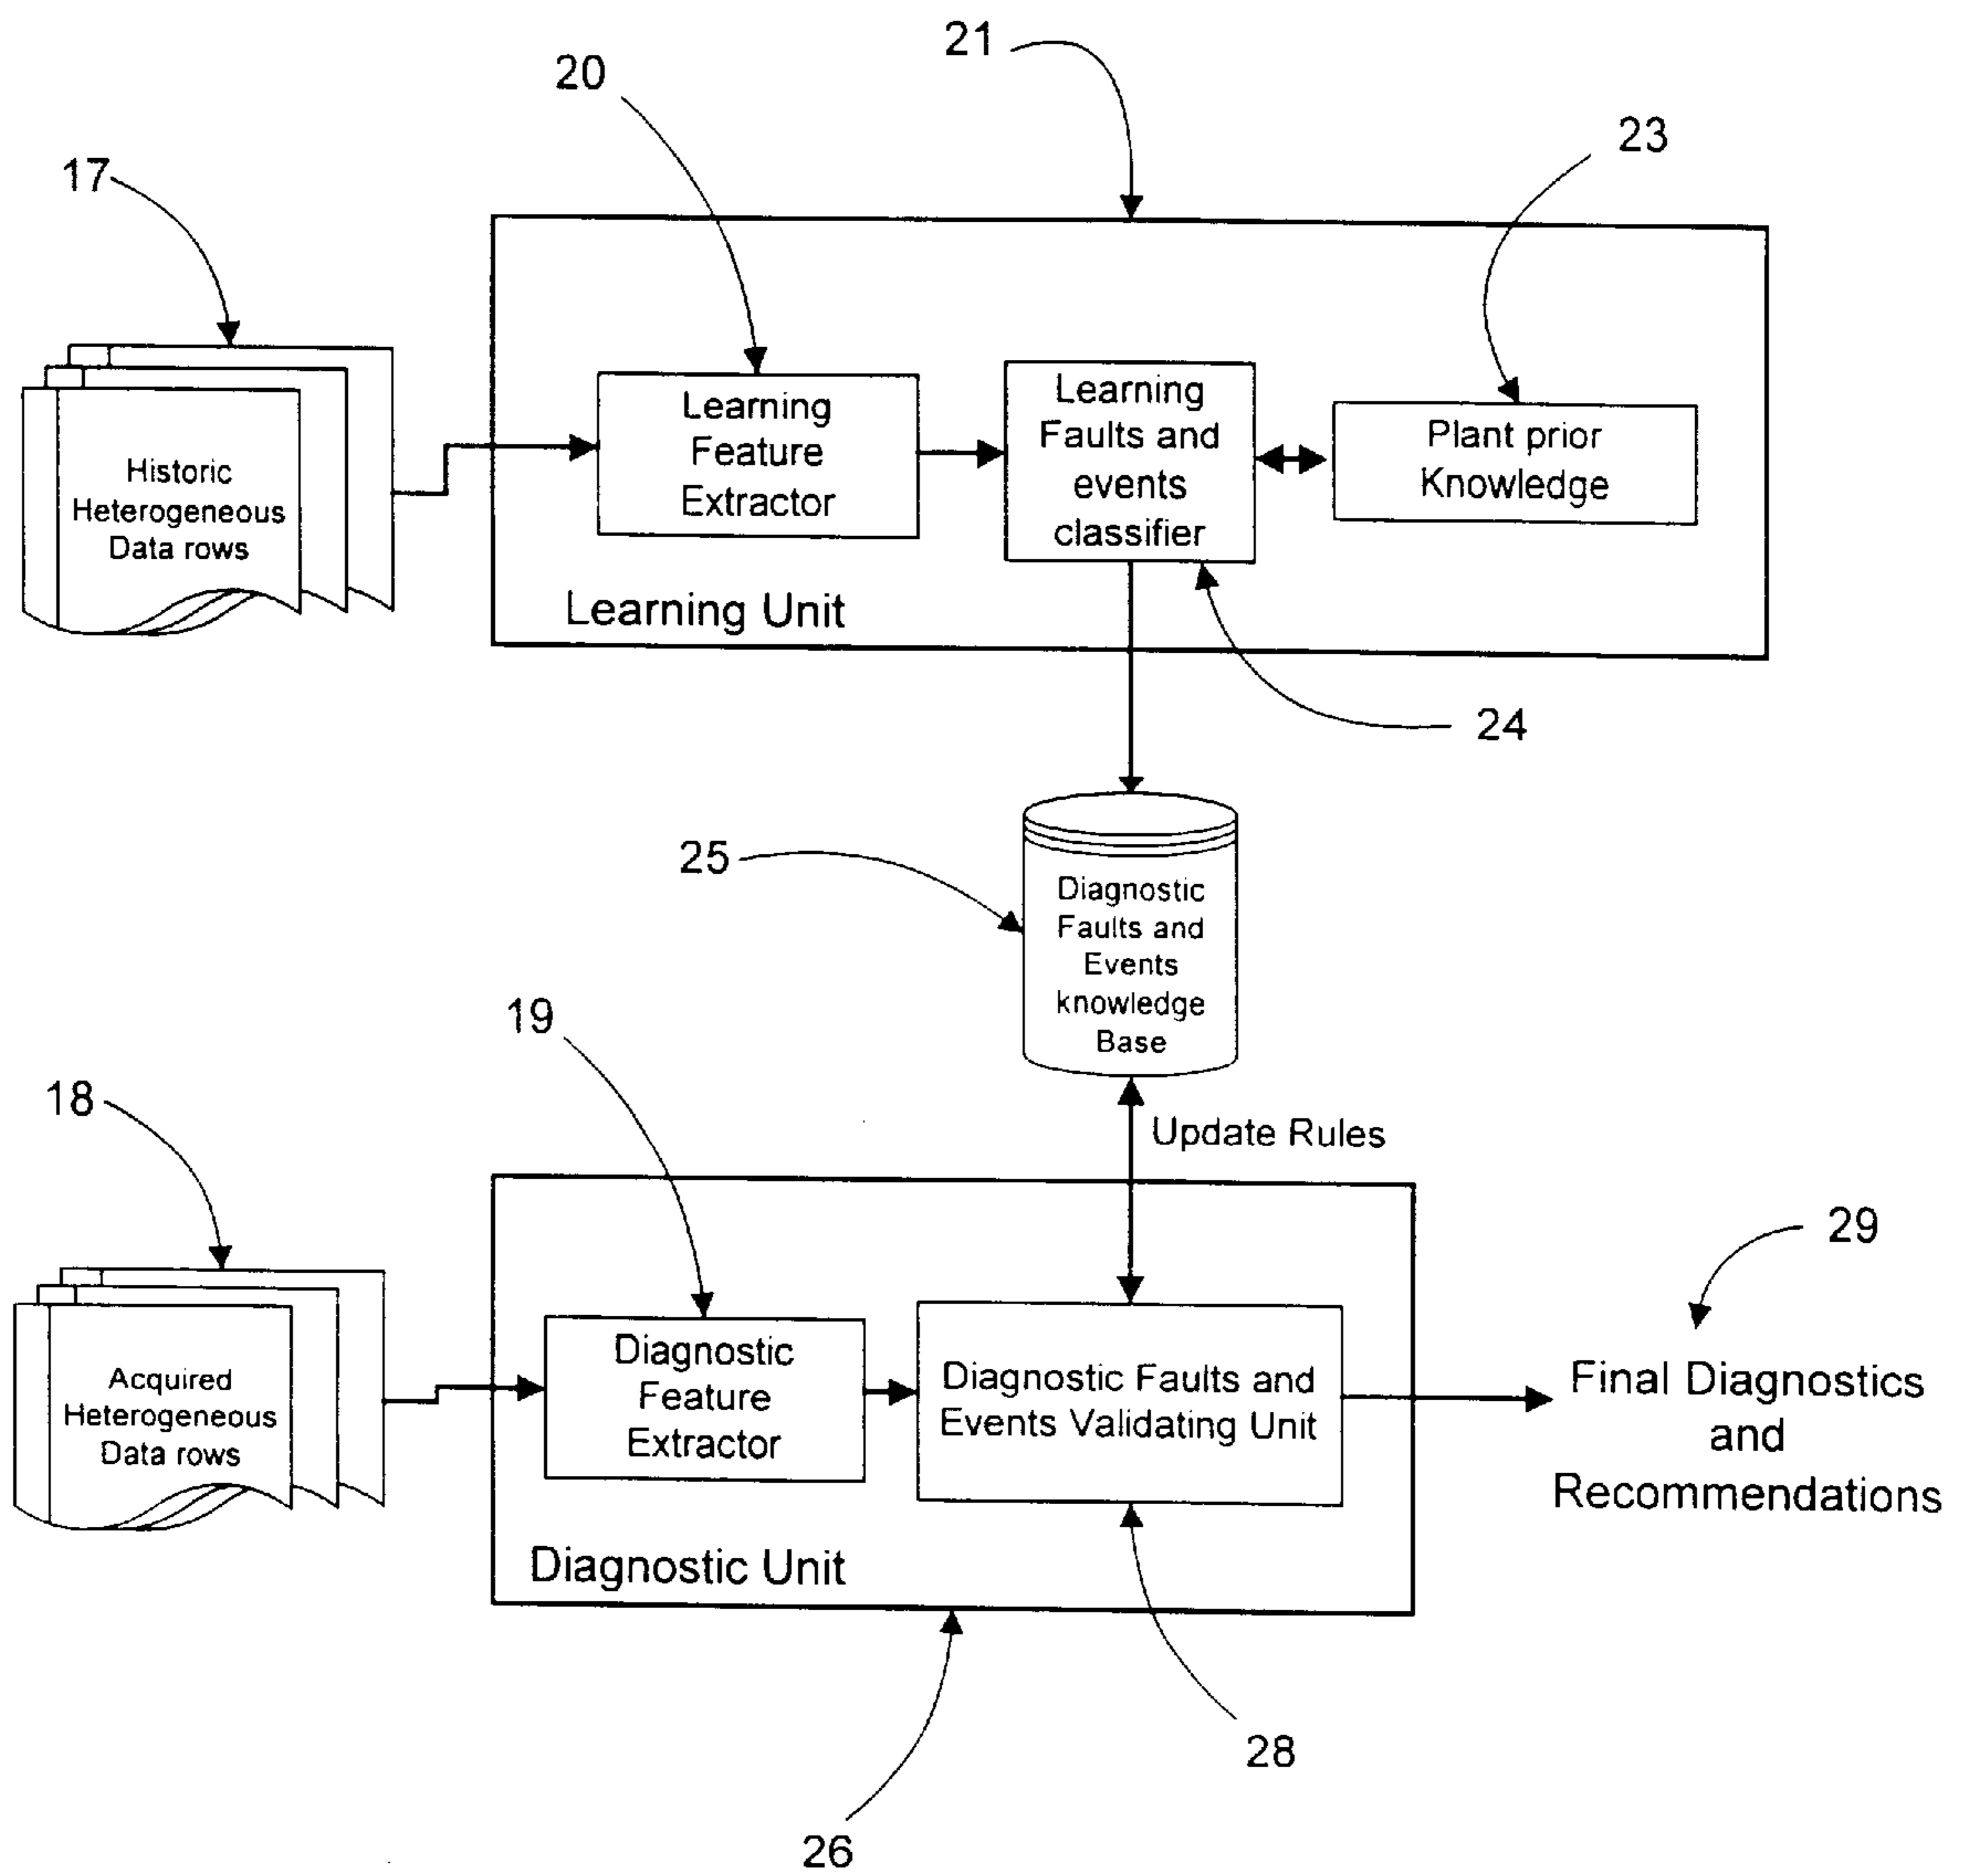 21
20
23
17
Learning
Feature
Extractor
Learning
Faults and
events
classifier
Plant prior
Knowledge
Historic
Heterogeneous
Data rows
Learning Unit
24
25
Diagnostic
Faults and
Events
knowledge
Base
19
18
Update Rules
29
Diagnostic
Feature
Extractor
Diagnostic Faults and
Events Validating Unit
Final Diagnostics
and
Recommendations
Acquired
Heterogeneous
Data rows
Diagnostic Unit
28
26